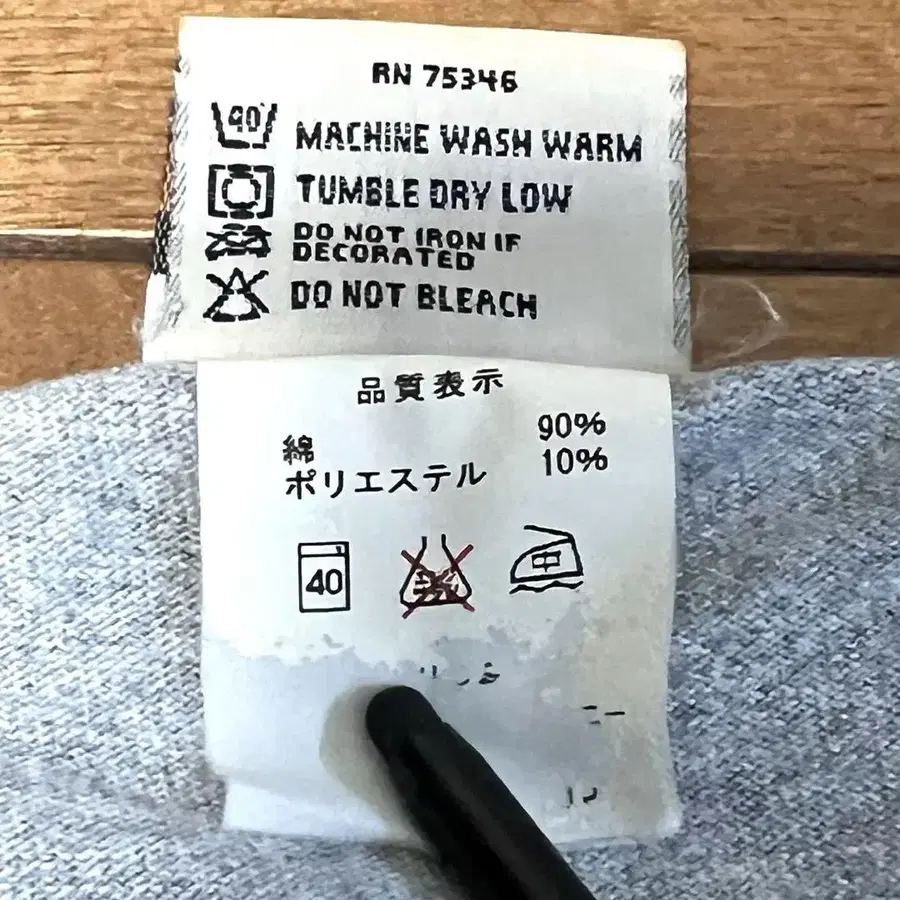 RN 75346
40° MACHINE WASH WARM
TUMBLE DRY LOW
DO NOT IRON IF
DECORATED
DO NOT BLEACH
品質表示
綿 90%
ポリエステル 10%
40 中